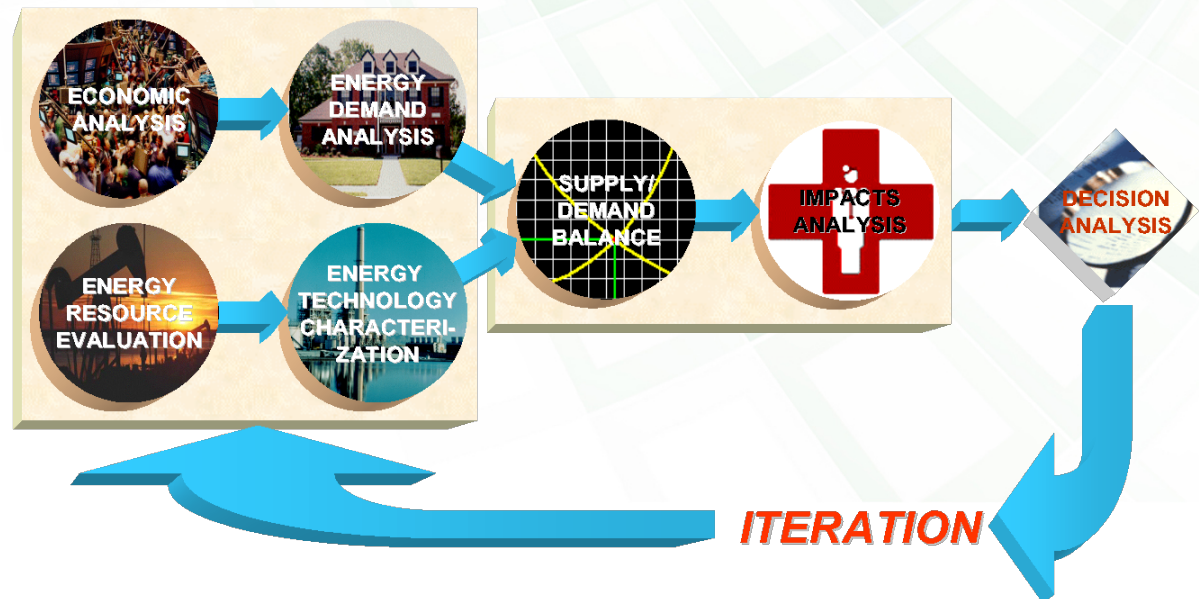 ECONOMIC
ANALYSIS
ENERGY
DEMAND
ANALYSIS
ENERGY
RESOURCE
EVALUATION
ENERGY
TECHNOLOGY
CHARACTERI-
ZATION
SUPPLY/
DEMAND
BALANCE
IMPACTS
ANALYSIS
DECISION
ANALYSIS
ITERATION